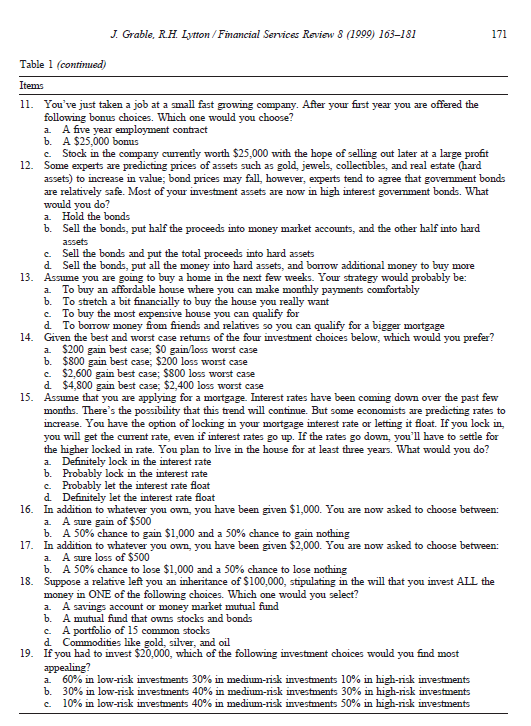 J. Grable, R.H. Lytton / Financial Services Review 8 (1999) 163–181 171
Table 1 (continued)
Items
11. You've just taken a job at a small fast growing company. After your first year you are offered the
following bonus choices. Which one would you choose?
a. A five year employment contract
b. A $25,000 bonus
c. Stock in the company currently worth $25,000 with the hope of selling out later at a large profit
12. Some experts are predicting prices of assets such as gold, jewels, collectibles, and real estate (hard
assets) to increase in value; bond prices may fall, however, experts tend to agree that government bonds
are relatively safe. Most of your investment assets are now in high interest government bonds. What
would you do?
a. Hold the bonds
b. Sell the bonds, put half the proceeds into money market accounts, and the other half into hard
assets
c. Sell the bonds and put the total proceeds into hard assets
d. Sell the bonds, put all the money into hard assets, and borrow additional money to buy more
13. Assume you are going to buy a home in the next few weeks. Your strategy would probably be:
a. To buy an affordable house where you can make monthly payments comfortably
b. To stretch a bit financially to buy the house you really want
c. To buy the most expensive house you can qualify for
d. To borrow money from friends and relatives so you can qualify for a bigger mortgage
14. Given the best and worst case returns of the four investment choices below, which would you prefer?
a. $200 gain best case; $0 gain/loss worst case
b. $800 gain best case; $200 loss worst case
c. $2,600 gain best case; $800 loss worst case
d. $4,800 gain best case; $2,400 loss worst case
15. Assume that you are applying for a mortgage. Interest rates have been coming down over the past few
months. There's the possibility that this trend will continue. But some economists are predicting rates to
increase. You have the option of locking in your mortgage interest rate or letting it float. If you lock in,
you will get the current rate, even if interest rates go up. If the rates go down, you'll have to settle for
the higher locked in rate. You plan to live in the house for at least three years. What would you do?
a. Definitely lock in the interest rate
b. Probably lock in the interest rate
c. Probably let the interest rate float
d. Definitely let the interest rate float
16. In addition to whatever you own, you have been given $1,000. You are now asked to choose between:
a. A sure gain of $500
b. A 50% chance to gain $1,000 and a 50% chance to gain nothing
17. In addition to whatever you own, you have been given $2,000. You are now asked to choose between:
a. A sure loss of $500
b. A 50% chance to lose $1,000 and a 50% chance to lose nothing
18. Suppose a relative left you an inheritance of $100,000, stipulating in the will that you invest ALL the
money in ONE of the following choices. Which one would you select?
a. A savings account or money market mutual fund
b. A mutual fund that owns stocks and bonds
c. A portfolio of 15 common stocks
d. Commodities like gold, silver, and oil
19. If you had to invest $20,000, which of the following investment choices would you find most
appealing?
a. 60% in low-risk investments 30% in medium-risk investments 10% in high-risk investments
b. 30% in low-risk investments 40% in medium-risk investments 30% in high-risk investments
c. 10% in low-risk investments 40% in medium-risk investments 50% in high-risk investments